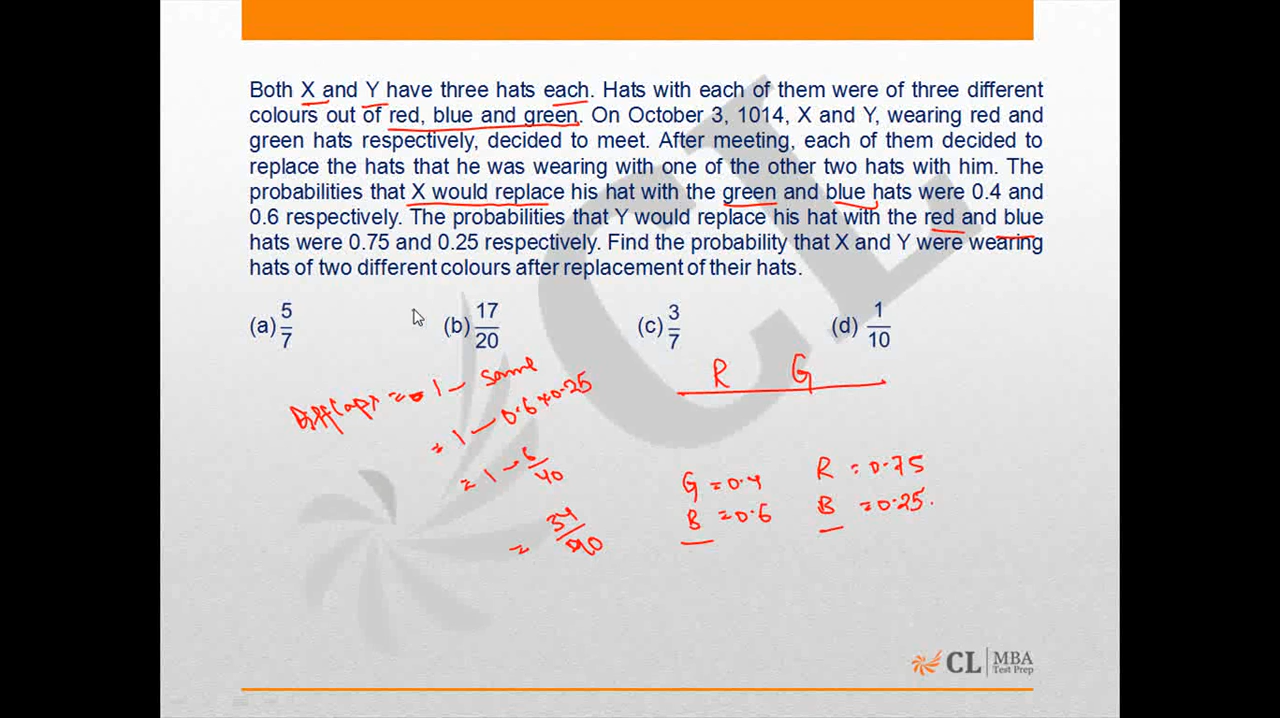 Both X and Y have three hats each. Hats with each of them were of three different
colours out of red, blue and green. On October 3, 1014, X and Y, wearing red and
green hats respectively, decided to meet. After meeting, each of them decided to
replace the hats that he was wearing with one of the other two hats with him. The
probabilities that X would replace his hat with the green and blue hats were 0.4 and
0.6 respectively. The probabilities that Y would replace his hat with the red and blue
hats were 0.75 and 0.25 respectively. Find the probability that X and Y were wearing
hats of two different colours after replacement of their hats.
(a) 5/7 (b) 17/20 (c) 3/7 (d) 1/10
R G
= 1 - same
= 1 - 0.6 × 0.25
= 1 - 6/40
= 34/40
G = 0.4 R = 0.75
B = 0.6 B = 0.25.
CL MBA
Test Prep
CL